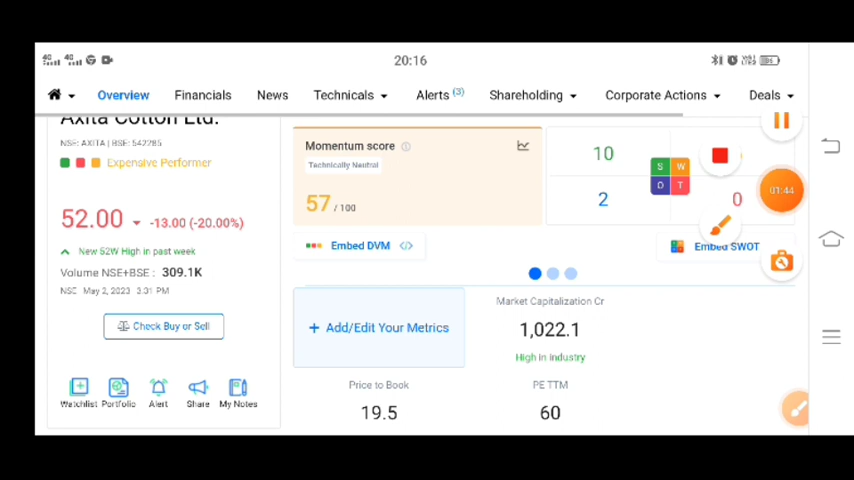 20:16
Overview
Financials
News
Technicals
Alerts (3)
Shareholding
Corporate Actions
Deals
Axita Cotton Ltd.
NSE: AXITA | BSE: 542285
Expensive Performer
52.00 -13.00 (-20.00%)
New 52W High in past week
Volume NSE+BSE : 309.1K
NSE May 2, 2023 3:31 PM
Check Buy or Sell
Watchlist Portfolio Alert Share My Notes
Momentum score
Technically Neutral
57 / 100
10
2
0
S W
O T
Embed DVM
Embed SWOT
+ Add/Edit Your Metrics
Market Capitalization Cr
1,022.1
High in industry
Price to Book
19.5
PE TTM
60
01:44